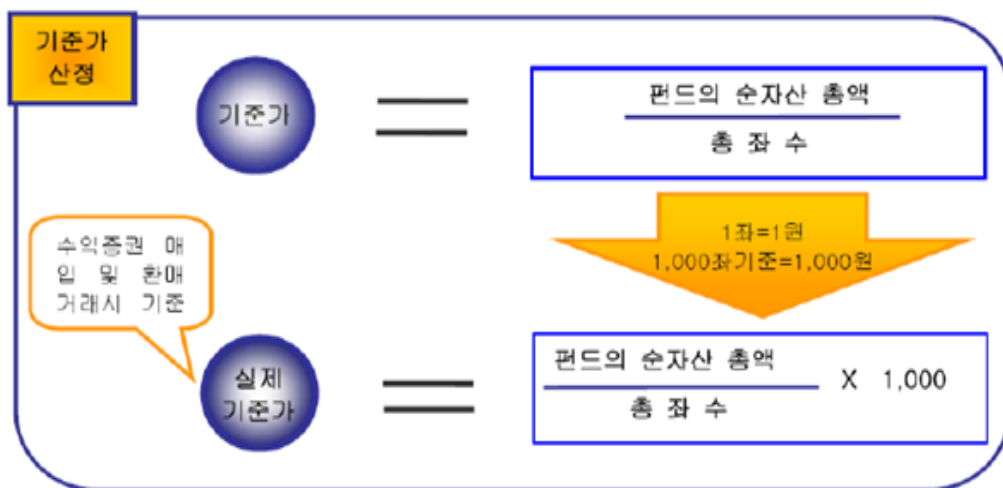 기준가
산정
기준가
펀드의 순자산 총액
총 좌 수
1좌=1원
1,000좌기준=1,000원
수익증권 매
입 및 환매
거래시 기준
실제
기준가
펀드의 순자산 총액
총 좌 수
X 1,000